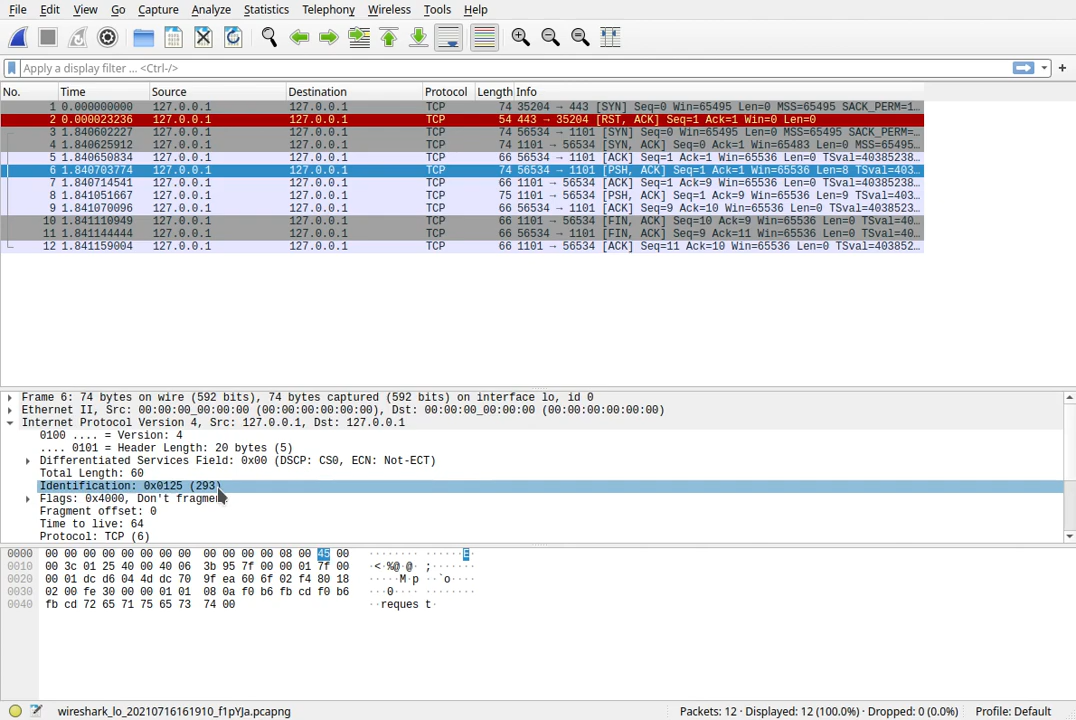 File Edit View Go Capture Analyze Statistics Telephony Wireless Tools Help
Apply a display filter ... <Ctrl-/>
No. Time Source Destination Protocol Length Info
1 0.000000000 127.0.0.1 127.0.0.1 TCP 74 35204 → 443 [SYN] Seq=0 Win=65495 Len=0 MSS=65495 SACK_PERM=1…
2 0.000023236 127.0.0.1 127.0.0.1 TCP 54 443 → 35204 [RST, ACK] Seq=1 Ack=1 Win=0 Len=0
3 1.840602227 127.0.0.1 127.0.0.1 TCP 74 56534 → 1101 [SYN] Seq=0 Win=65495 Len=0 MSS=65495 SACK_PERM=…
4 1.840625912 127.0.0.1 127.0.0.1 TCP 74 1101 → 56534 [SYN, ACK] Seq=0 Ack=1 Win=65483 Len=0 MSS=65495…
5 1.840650834 127.0.0.1 127.0.0.1 TCP 66 56534 → 1101 [ACK] Seq=1 Ack=1 Win=65536 Len=0 TSval=40385238…
6 1.840703774 127.0.0.1 127.0.0.1 TCP 74 56534 → 1101 [PSH, ACK] Seq=1 Ack=1 Win=65536 Len=8 TSval=403…
7 1.840714541 127.0.0.1 127.0.0.1 TCP 66 1101 → 56534 [ACK] Seq=1 Ack=9 Win=65536 Len=0 TSval=40385238…
8 1.841051667 127.0.0.1 127.0.0.1 TCP 75 1101 → 56534 [PSH, ACK] Seq=1 Ack=9 Win=65536 Len=9 TSval=403…
9 1.841070096 127.0.0.1 127.0.0.1 TCP 66 56534 → 1101 [ACK] Seq=9 Ack=10 Win=65536 Len=0 TSval=4038523…
10 1.841110949 127.0.0.1 127.0.0.1 TCP 66 1101 → 56534 [FIN, ACK] Seq=10 Ack=9 Win=65536 Len=0 TSval=40…
11 1.841144444 127.0.0.1 127.0.0.1 TCP 66 56534 → 1101 [FIN, ACK] Seq=9 Ack=11 Win=65536 Len=0 TSval=40…
12 1.841159004 127.0.0.1 127.0.0.1 TCP 66 1101 → 56534 [ACK] Seq=11 Ack=10 Win=65536 Len=0 TSval=403852…
Frame 6: 74 bytes on wire (592 bits), 74 bytes captured (592 bits) on interface lo, id 0
Ethernet II, Src: 00:00:00_00:00:00 (00:00:00:00:00:00), Dst: 00:00:00_00:00:00 (00:00:00:00:00:00)
Internet Protocol Version 4, Src: 127.0.0.1, Dst: 127.0.0.1
0100 .... = Version: 4
.... 0101 = Header Length: 20 bytes (5)
Differentiated Services Field: 0x00 (DSCP: CS0, ECN: Not-ECT)
Total Length: 60
Identification: 0x0125 (293)
Flags: 0x4000, Don't fragment
Fragment offset: 0
Time to live: 64
Protocol: TCP (6)
0000 00 00 00 00 00 00 00 00 00 00 00 00 08 00 45 00 ········ ······E·
0010 00 3c 01 25 40 00 40 06 3b 95 7f 00 00 01 7f 00 ·<·%@·@· ;·······
0020 00 01 dc d6 04 4d dc 70 9f ea 60 6f 02 f4 80 18 ·····M·p ··`o····
0030 02 00 fe 30 00 00 01 01 08 0a f0 b6 fb cd f0 b6 ···0···· ········
0040 fb cd 72 65 71 75 65 73 74 00 ··reques t·
wireshark_lo_20210716161910_f1pYJa.pcapng
Packets: 12 · Displayed: 12 (100.0%) · Dropped: 0 (0.0%)
Profile: Default